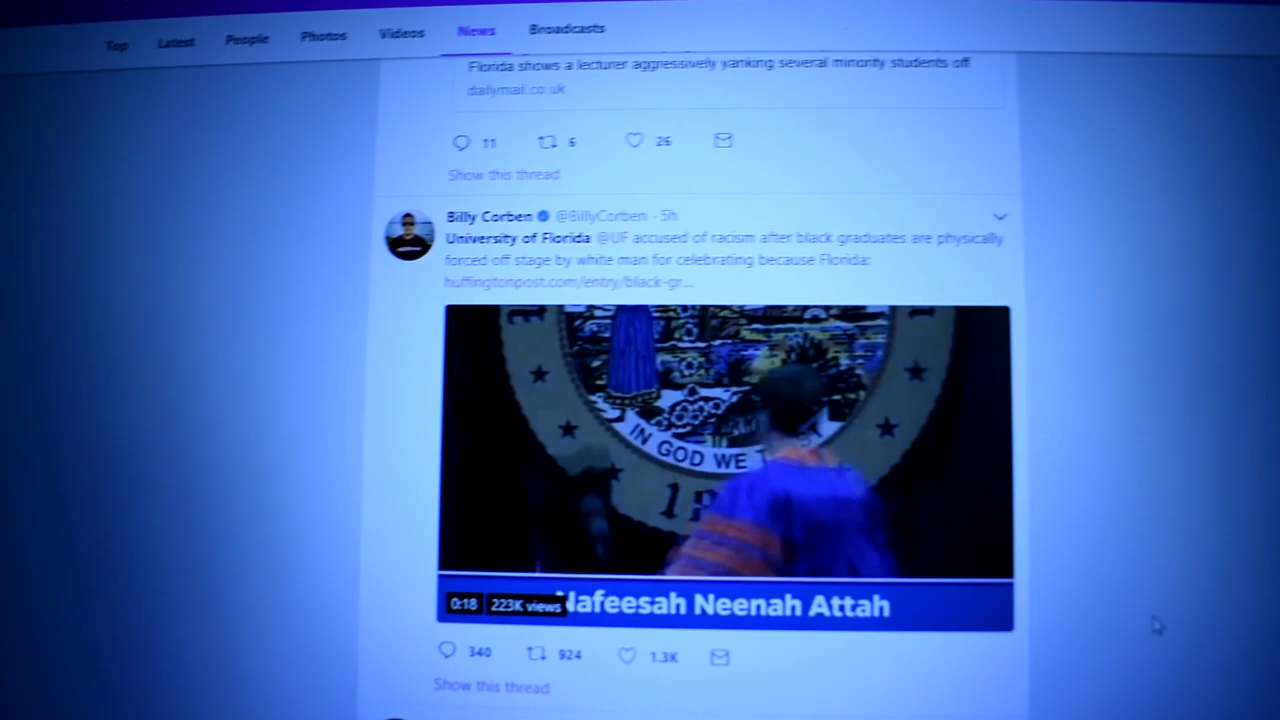 Top Latest People Photos Videos News Broadcasts
Florida shows a lecturer aggressively yanking several minority students off
dailymail.co.uk
11 6 26
Show this thread
Billy Corben @BillyCorben · 5h
University of Florida @UF accused of racism after black graduates are physically
forced off stage by white man for celebrating because Florida:
huffingtonpost.com/entry/black-gr...
IN GOD WE
0:18 223K views Nafeesah Neenah Attah
340 924 1.3K
Show this thread